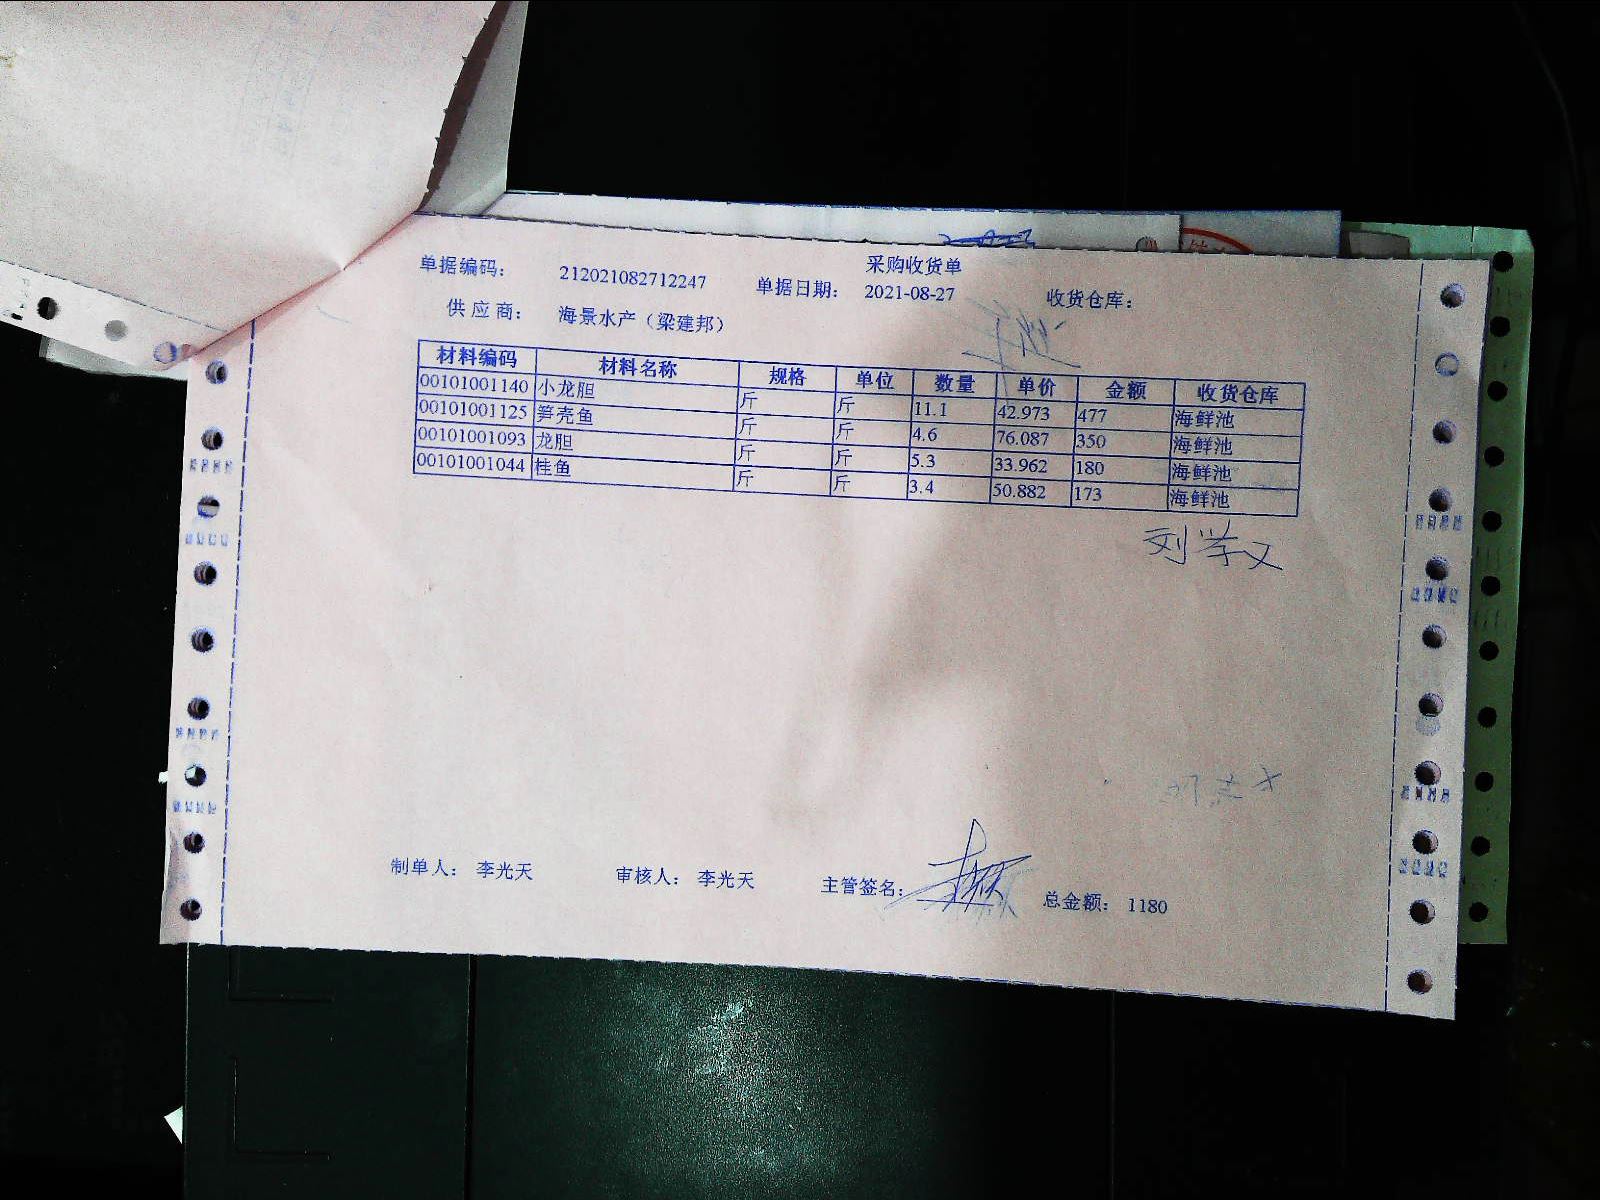 采购收货单
单据编码： 212021082712247 单据日期： 2021-08-27 收货仓库：
供应商： 海景水产（梁建邦）
材料编码 材料名称 规格 单位 数量 单价 金额 收货仓库
00101001140 小龙胆 斤 斤 11.1 42.973 477 海鲜池
00101001125 笋壳鱼 斤 斤 4.6 76.087 350 海鲜池
00101001093 龙胆 斤 斤 5.3 33.962 180 海鲜池
00101001044 桂鱼 斤 斤 3.4 50.882 173 海鲜池
刘学义
制单人： 李光天 审核人： 李光天 主管签名： 总金额： 1180